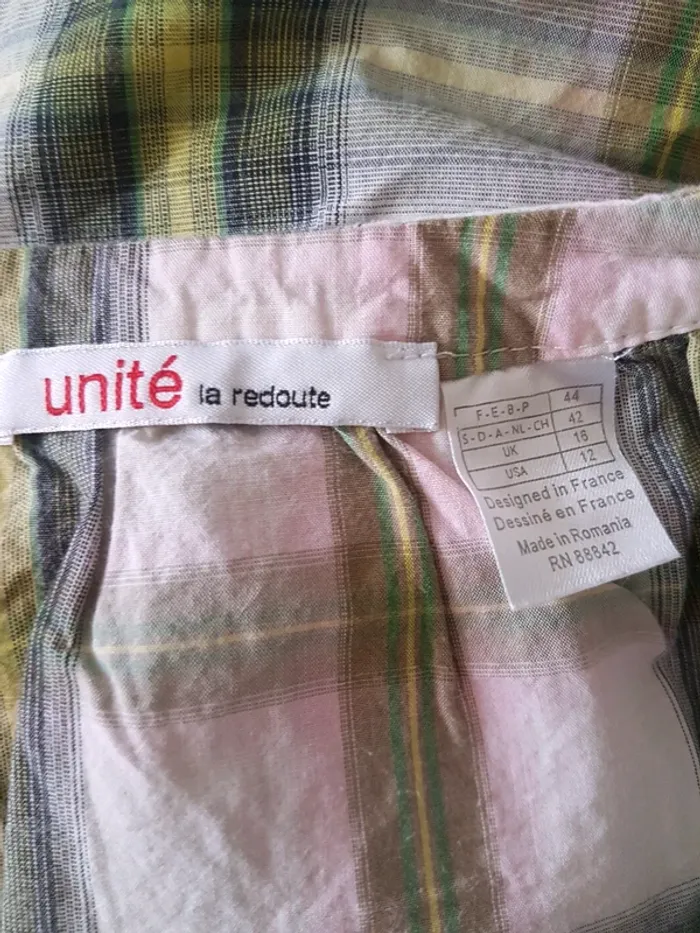 unité la redoute
F-E-B-P 44
S-D-A-NL-CH 42
UK 16
USA 12
Designed in France
Dessiné en France
Made in Romania
RN 88842